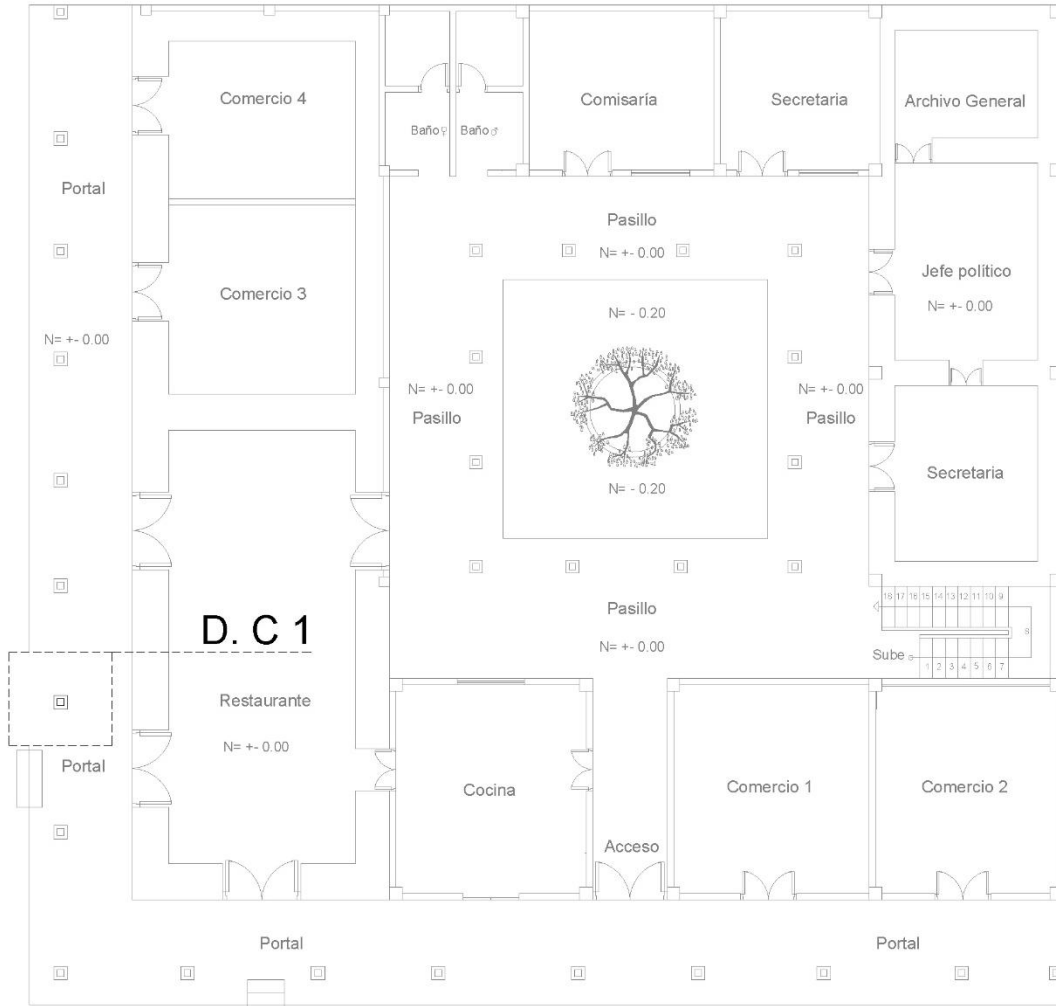 Comercio 4
Comisaría
Secretaria
Archivo General
Baño♀
Baño♂
Portal
Pasillo
N= +- 0.00
Jefe político
N= +- 0.00
Comercio 3
N= - 0.20
N= +- 0.00
N= +- 0.00
Pasillo
N= +- 0.00
Pasillo
Secretaria
N= - 0.20
18 17 16 15 14 13 12 11 10 9
Pasillo
8
D. C 1
N= +- 0.00
Sube
1 2 3 4 5 6 7
Restaurante
N= +- 0.00
Portal
Cocina
Comercio 1
Comercio 2
Acceso
Portal
Portal